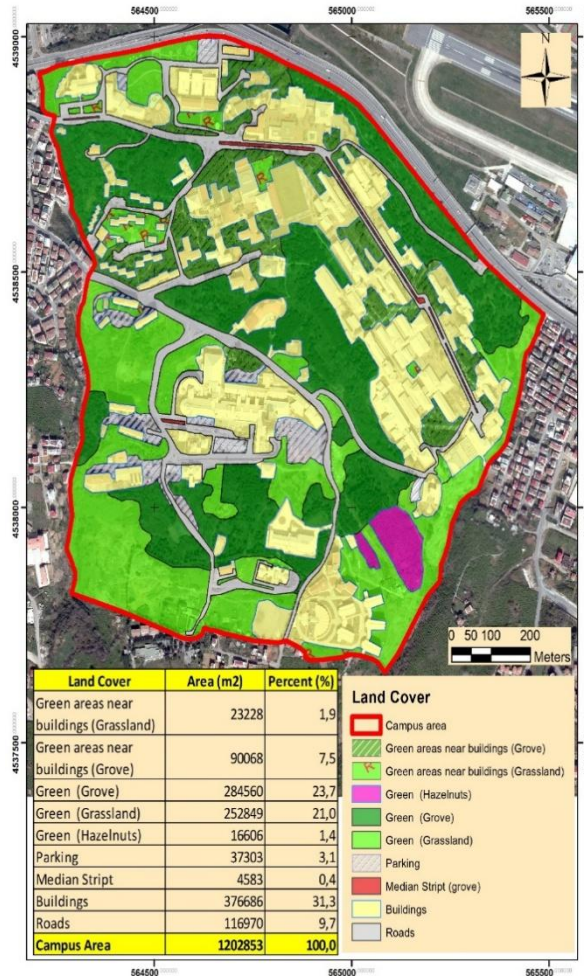 564500,000000 565000,000000 565500,000000
4539000
4538500
4538000
4537500
N
0 50 100 200
Meters
Land Cover Area (m2) Percent (%)
Green areas near
buildings (Grassland) 23228 1,9
Green areas near
buildings (Grove) 90068 7,5
Green (Grove) 284560 23,7
Green (Grassland) 252849 21,0
Green (Hazelnuts) 16606 1,4
Parking 37303 3,1
Median Stript 4583 0,4
Buildings 376686 31,3
Roads 116970 9,7
Campus Area 1202853 100,0
Land Cover
Campus area
Green areas near buildings (Grove)
Green areas near buildings (Grassland)
Green (Hazelnuts)
Green (Grove)
Green (Grassland)
Parking
Median Stript (grove)
Buildings
Roads
564500 565000 565500